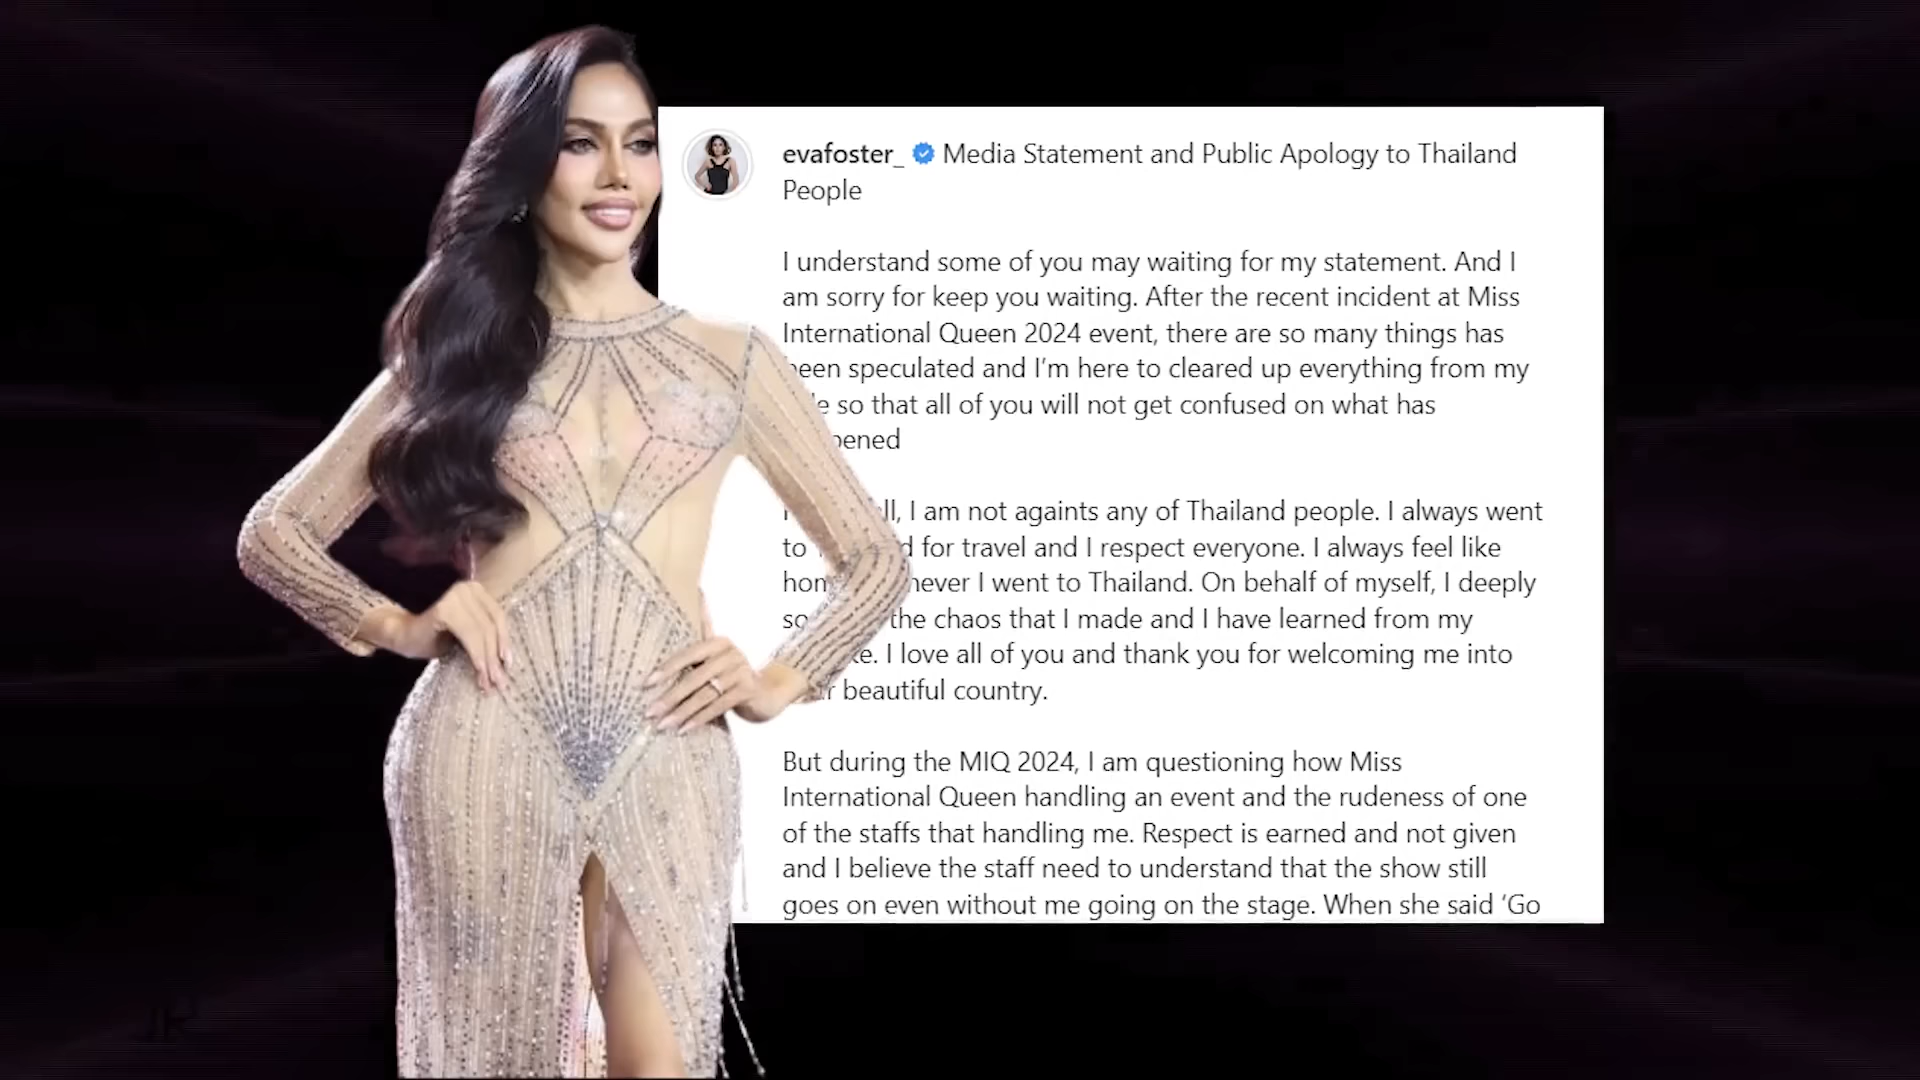 evafoster_ Media Statement and Public Apology to Thailand
People
I understand some of you may waiting for my statement. And I
am sorry for keep you waiting. After the recent incident at Miss
International Queen 2024 event, there are so many things has
been speculated and I'm here to cleared up everything from my
so that all of you will not get confused on what has
I am not againts any of Thailand people. I always went
to for travel and I respect everyone. I always feel like
I went to Thailand. On behalf of myself, I deeply
the chaos that I made and I have learned from my
I love all of you and thank you for welcoming me into
beautiful country.
But during the MIQ 2024, I am questioning how Miss
International Queen handling an event and the rudeness of one
of the staffs that handling me. Respect is earned and not given
and I believe the staff need to understand that the show still
goes on even without me going on the stage. When she said ‘Go